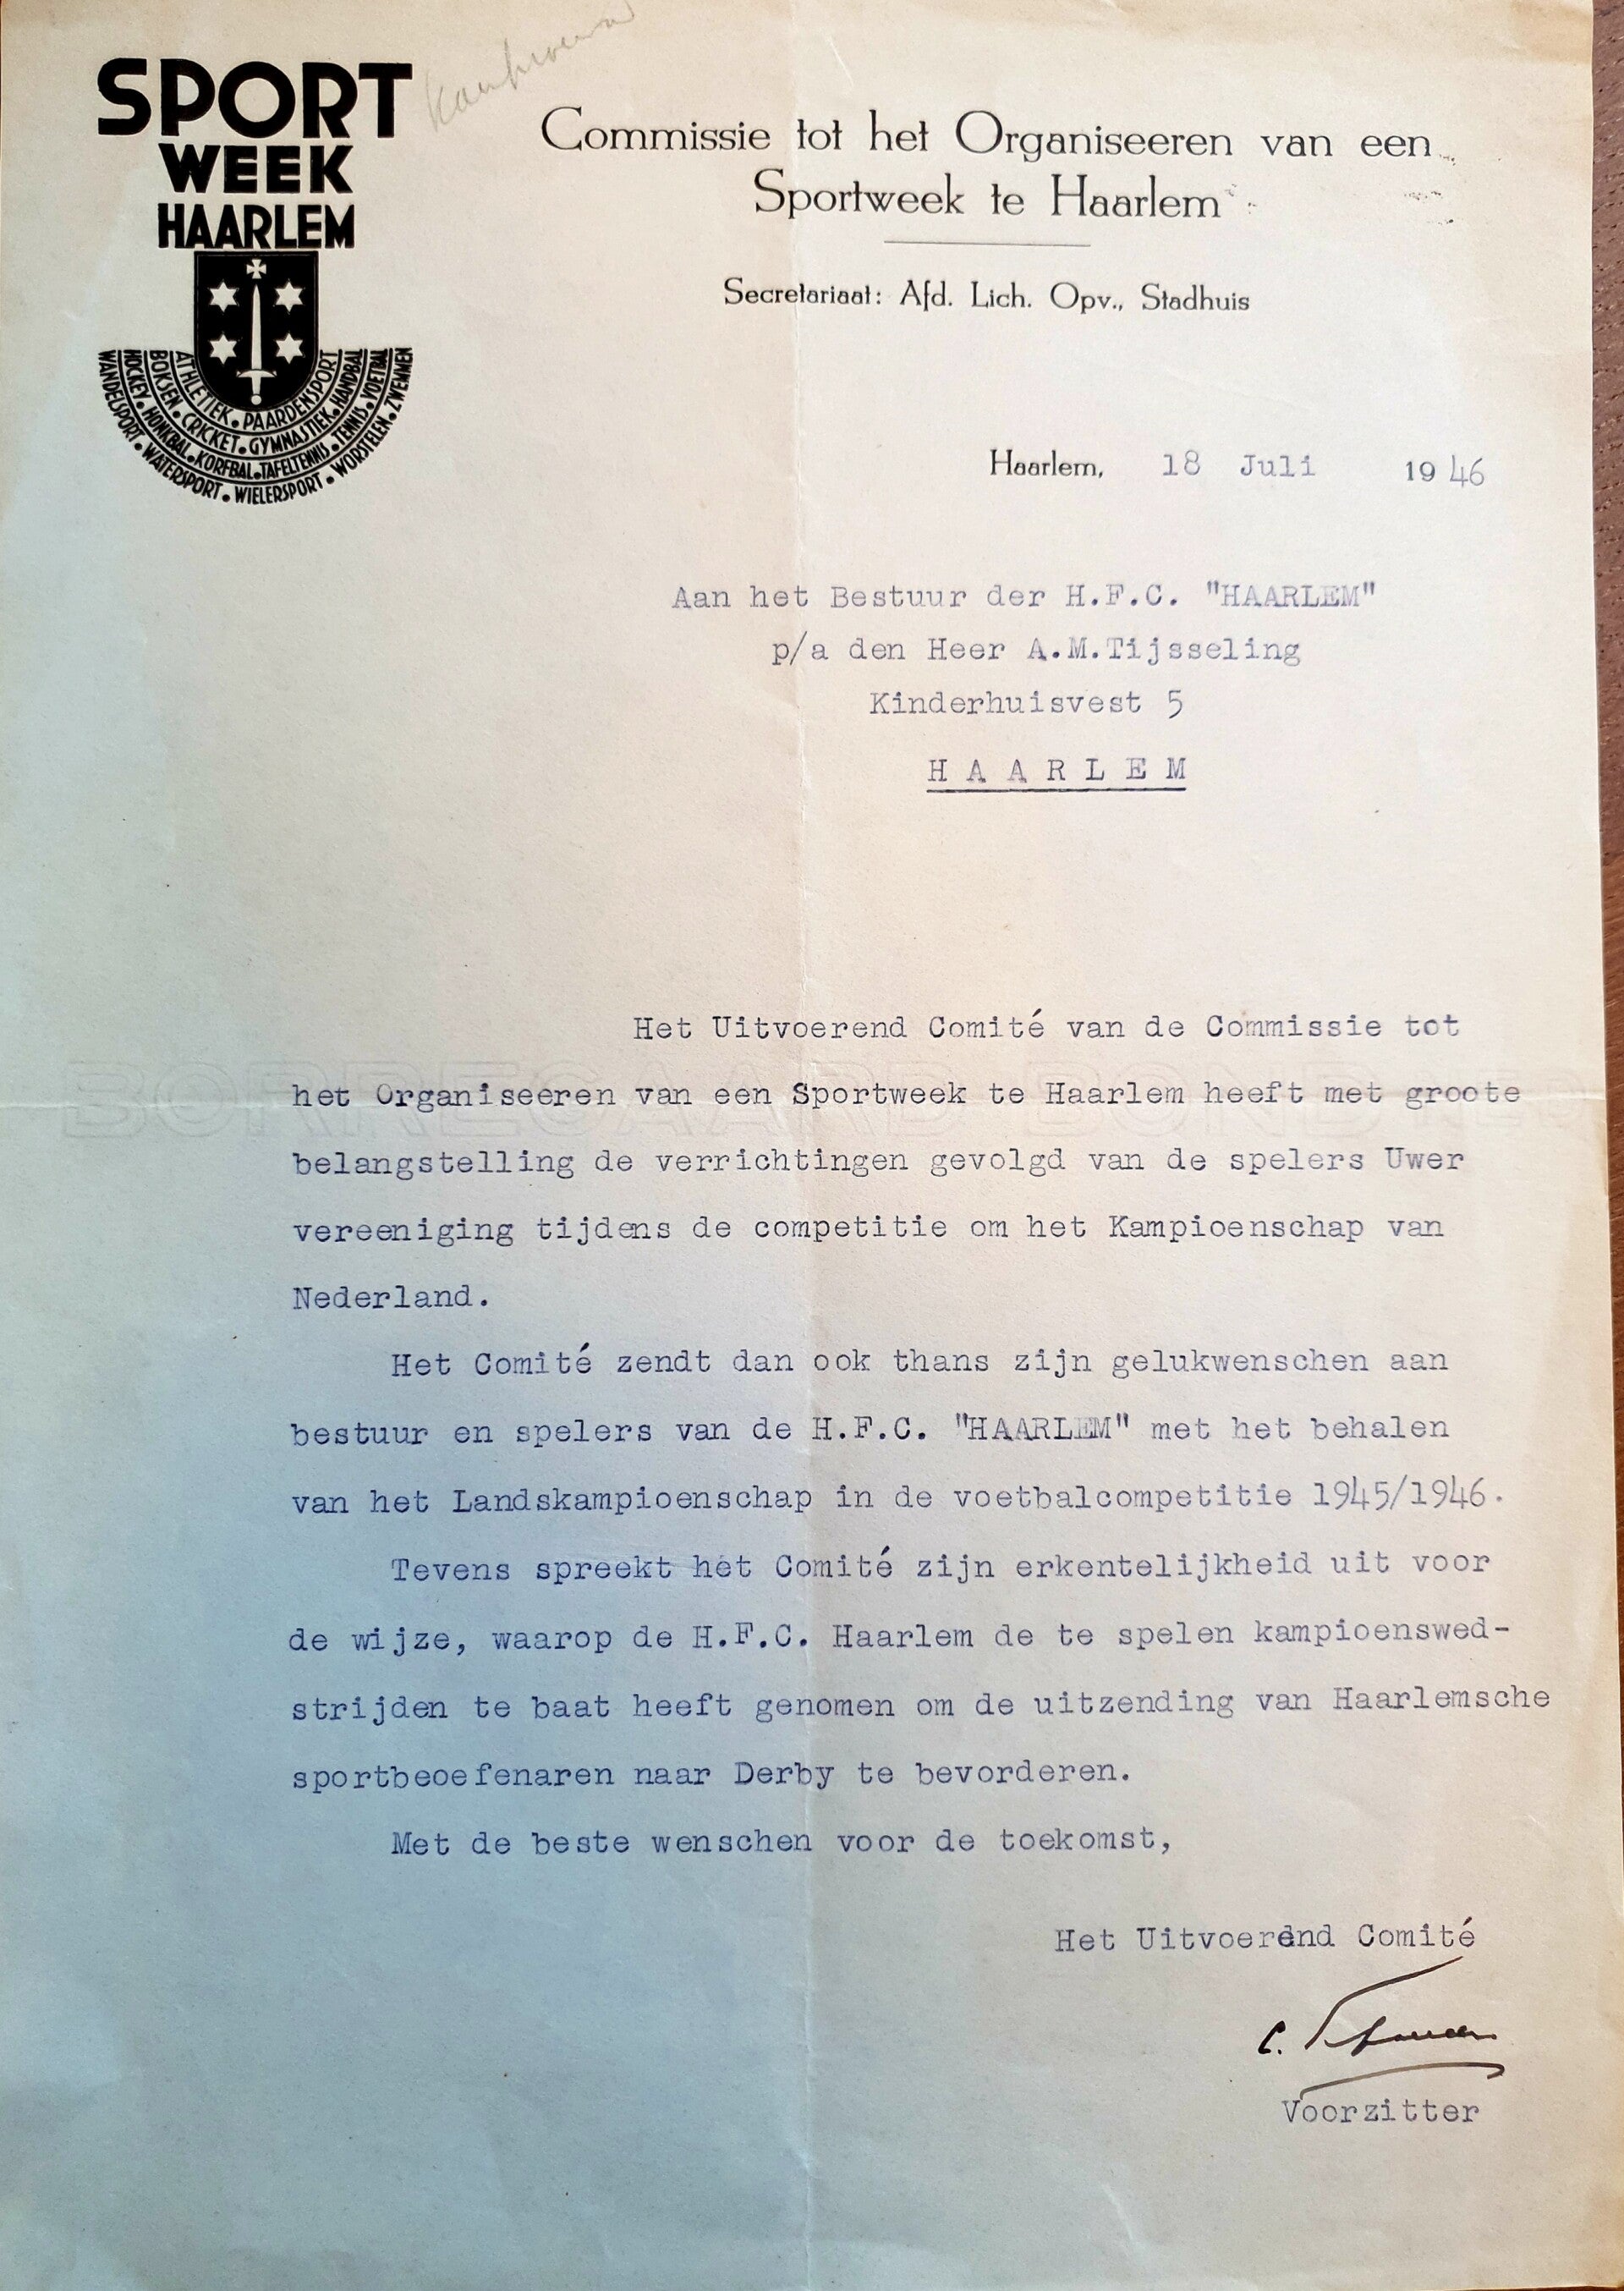 SPORT
WEEK
HAARLEM
ATHLETIEK • PAARDENSPORT
BOKSEN • CRICKET • GYMNASTIEK • HANDBAL
HOCKEY • HONKBAL • KORFBAL • TAFELTENNIS • TENNIS • VOETBAL
WANDELSPORT • WATERSPORT • WIELERSPORT • WORSTELEN • ZWEMMEN
Commissie tot het Organiseeren van een
Sportweek te Haarlem
Secretariaat: Afd. Lich. Opv., Stadhuis
Haarlem, 18 Juli 1946
Aan het Bestuur der H.F.C. "HAARLEM"
p/a den Heer A.M.Tijsseling
Kinderhuisvest 5
H A A R L E M
Het Uitvoerend Comité van de Commissie tot
het Organiseeren van een Sportweek te Haarlem heeft met groote
belangstelling de verrichtingen gevolgd van de spelers Uwer
vereeniging tijdens de competitie om het Kampioenschap van
Nederland.
Het Comité zendt dan ook thans zijn gelukwenschen aan
bestuur en spelers van de H.F.C. "HAARLEM" met het behalen
van het Landskampioenschap in de voetbalcompetitie 1945/1946.
Tevens spreekt het Comité zijn erkentelijkheid uit voor
de wijze, waarop de H.F.C. Haarlem de te spelen kampioenswed-
strijden te baat heeft genomen om de uitzending van Haarlemsche
sportbeoefenaren naar Derby te bevorderen.
Met de beste wenschen voor de toekomst,
Het Uitvoerend Comité
C.
Voorzitter
BORREGAARD BOND